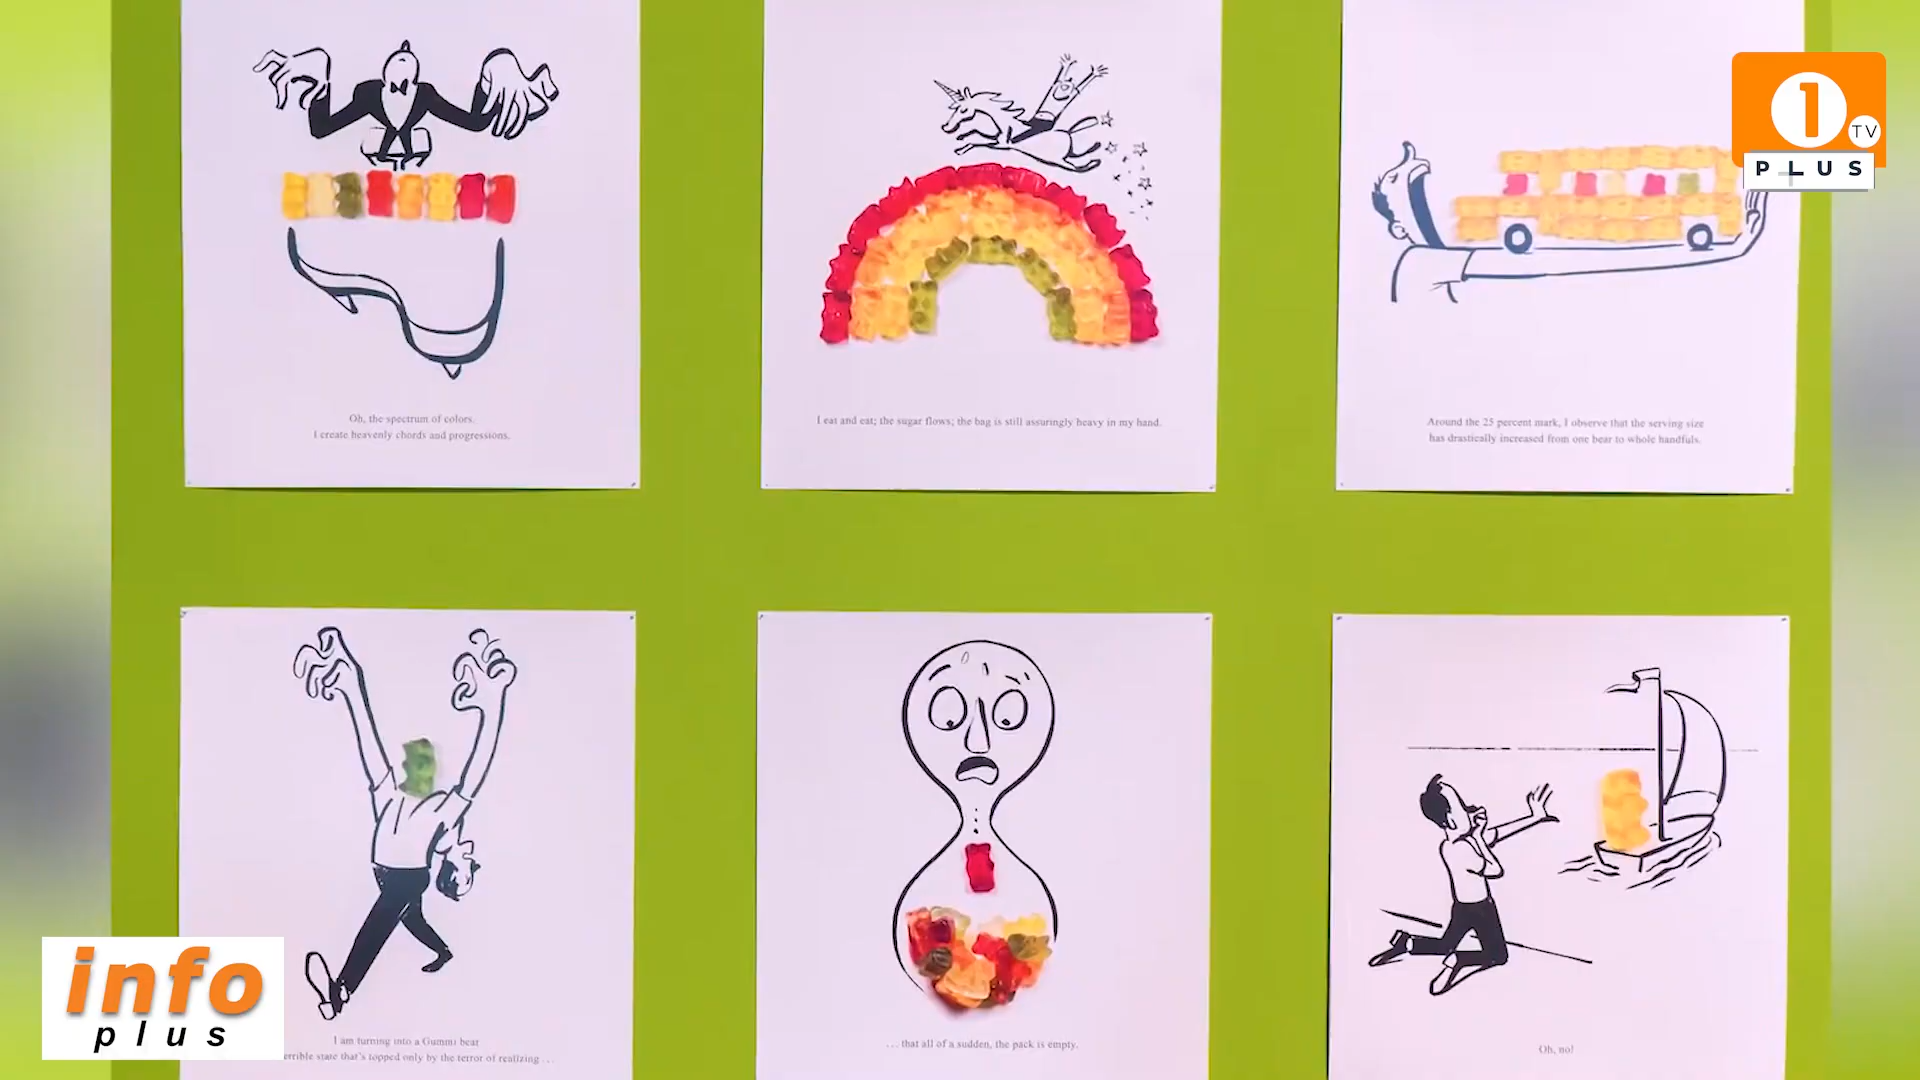 1
TV
PLUS
Oh, the spectrum of colors.
I create heavenly chords and progressions.
I eat and eat; the sugar flows; the bag is still assuringly heavy in my hand.
Around the 25 percent mark, I observe that the serving size
has drastically increased from one bear to whole handfuls.
I am turning into a Gummi bear
errible state that's topped only by the terror of realizing . . .
. . . that all of a sudden, the pack is empty.
Oh, no!
info
plus